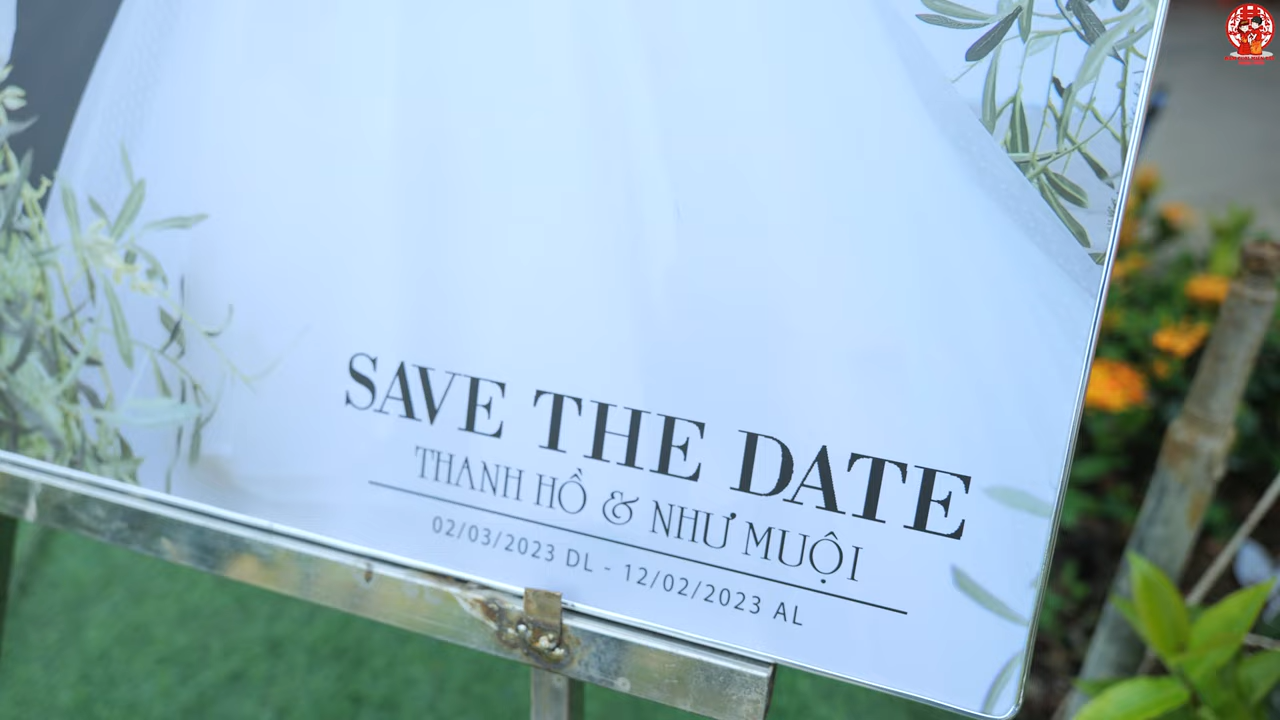 SAVE THE DATE
THANH HỒ & NHƯ MUỘI
02/03/2023 DL - 12/02/2023 AL